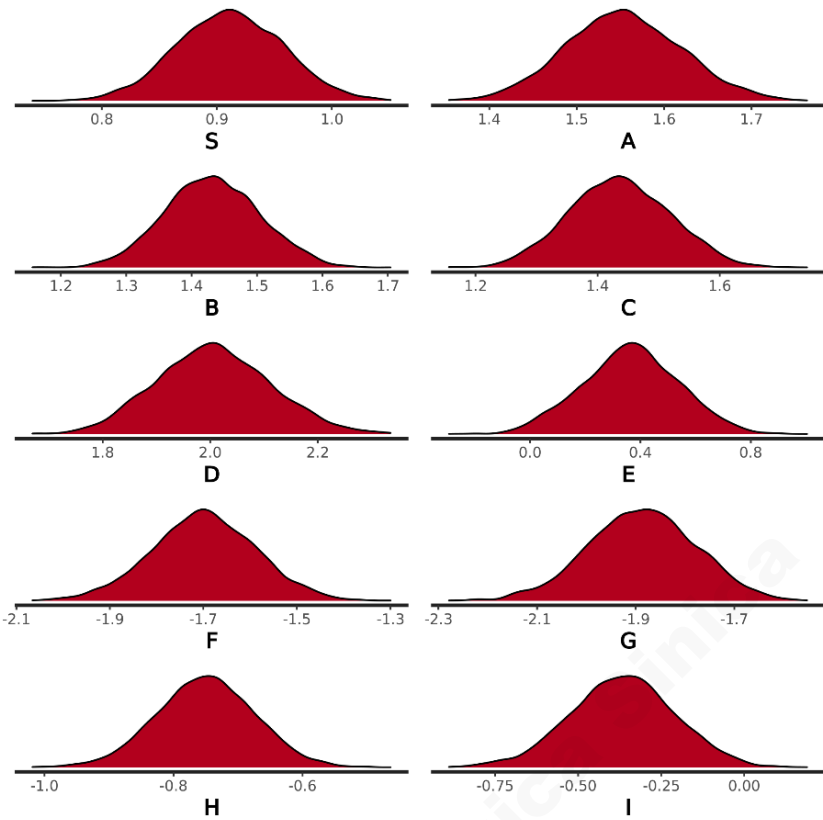 0.8 0.9 1.0
S
1.4 1.5 1.6 1.7
A
1.2 1.3 1.4 1.5 1.6 1.7
B
1.2 1.4 1.6
C
1.8 2.0 2.2
D
0.0 0.4 0.8
E
-2.1 -1.9 -1.7 -1.5 -1.3
F
-2.3 -2.1 -1.9 -1.7
G
-1.0 -0.8 -0.6
H
-0.75 -0.50 -0.25 0.00
I
ica Sinica